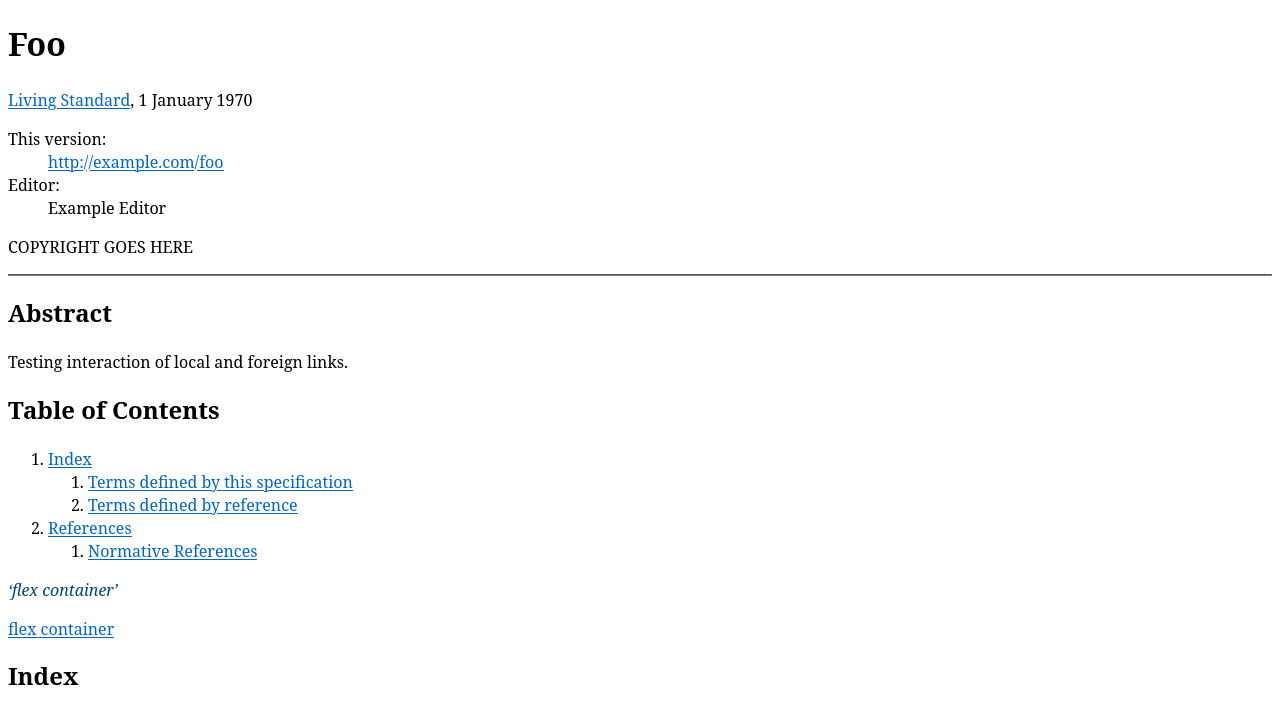 Foo
Living Standard, 1 January 1970
This version:
http://example.com/foo
Editor:
Example Editor
COPYRIGHT GOES HERE
Abstract
Testing interaction of local and foreign links.
Table of Contents
1. Index
1. Terms defined by this specification
2. Terms defined by reference
2. References
1. Normative References
‘flex container’
flex container
Index